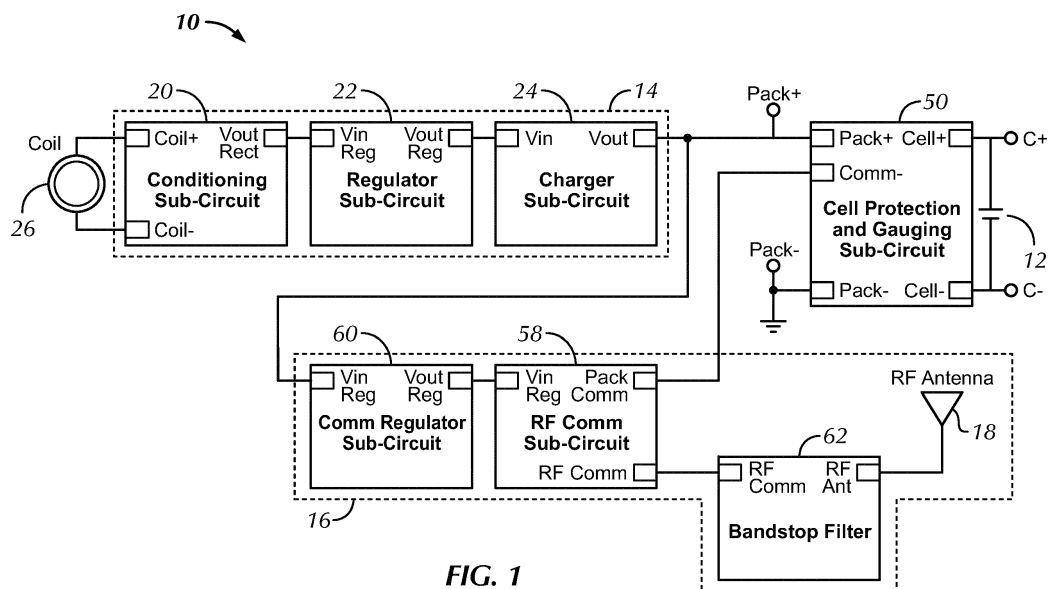 10
20
22
24
14
Pack+
50
Coil
Coil+
Vout
Rect
Vin
Reg
Vout
Reg
Vin
Vout
Pack+
Cell+
C+
Conditioning
Sub-Circuit
Regulator
Sub-Circuit
Charger
Sub-Circuit
Comm-
Cell Protection
and Gauging
Sub-Circuit
26
Coil-
12
Pack-
Pack-
Cell-
C-
60
58
Vin
Reg
Vout
Reg
Vin
Reg
Pack
Comm
RF Antenna
Comm Regulator
Sub-Circuit
RF Comm
Sub-Circuit
18
RF Comm
62
RF
Comm
RF
Ant
16
Bandstop Filter
FIG. 1